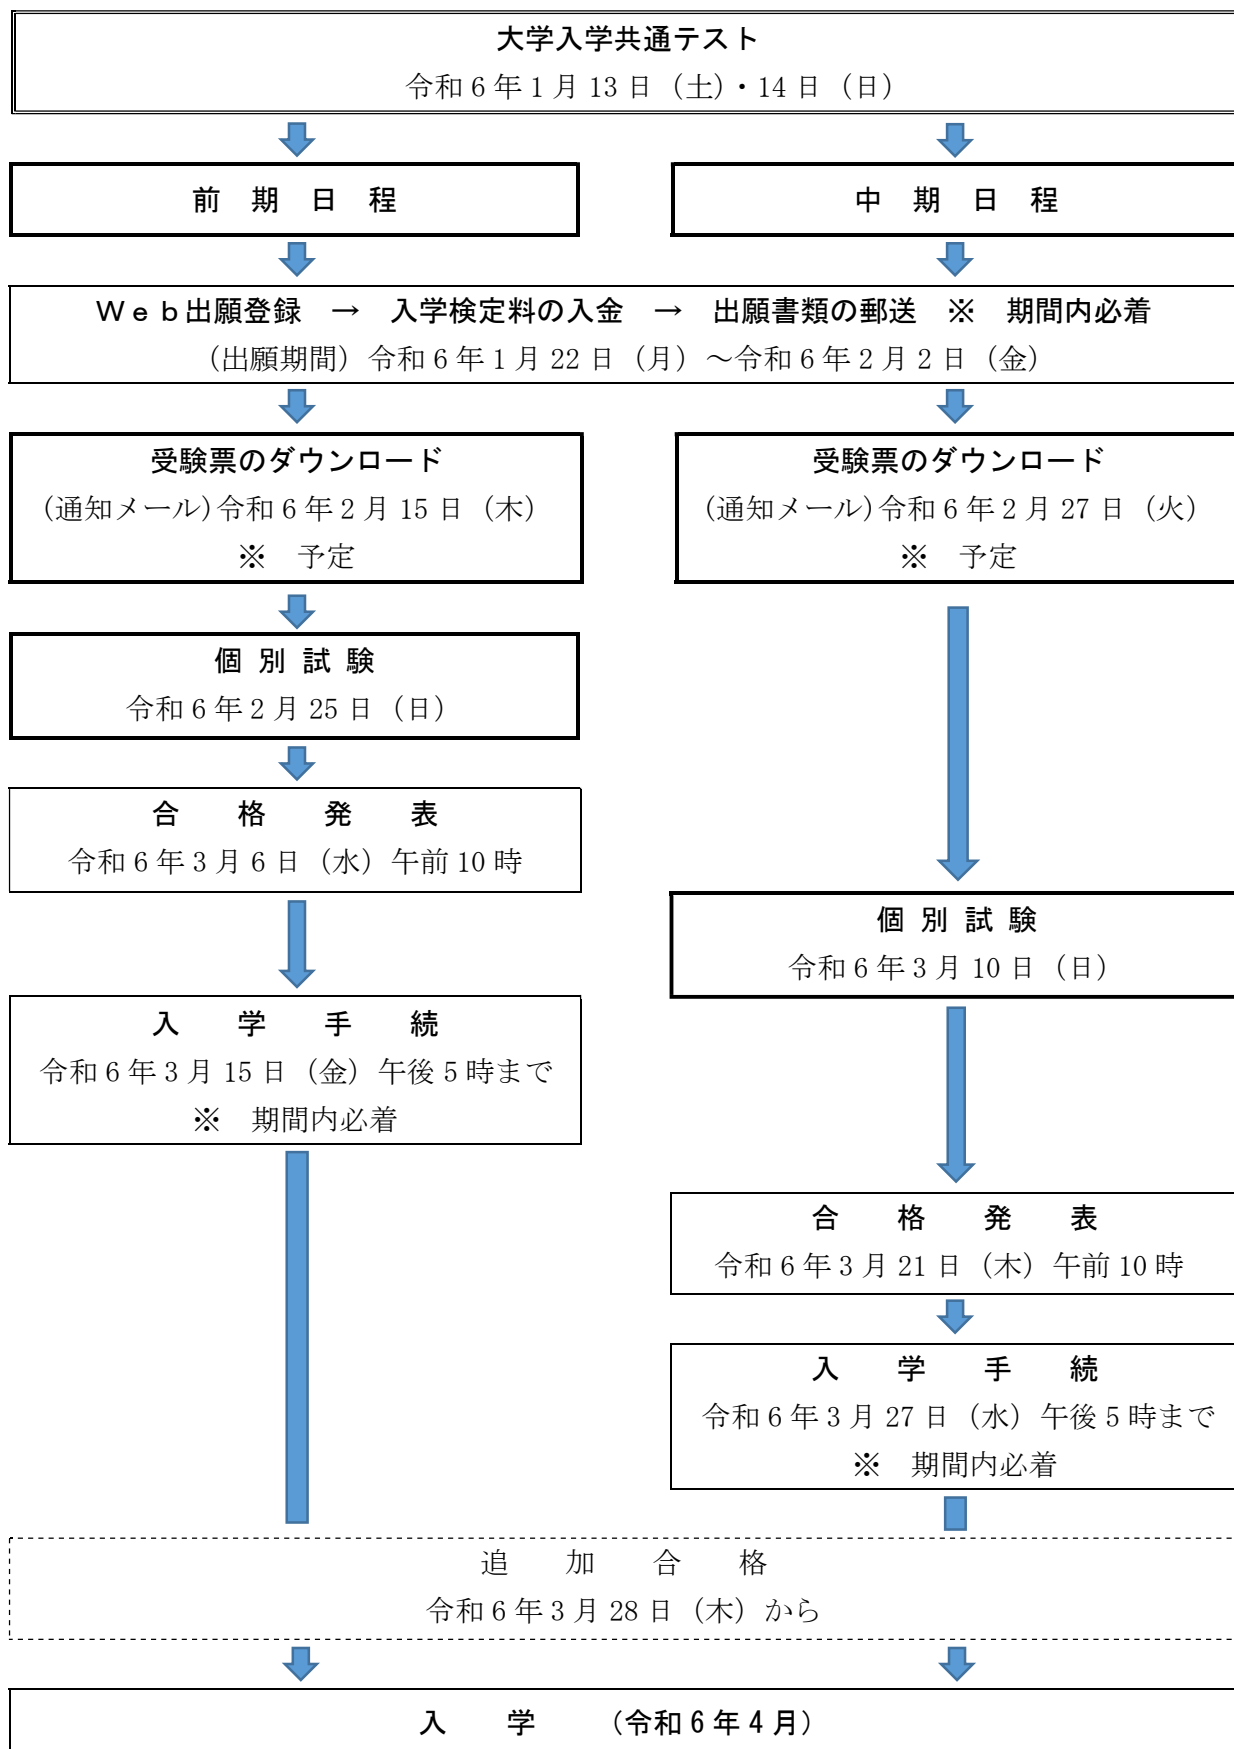 大学入学共通テスト
令和6年1月13日（土）・14日（日）
前　期　日　程
中　期　日　程
Ｗｅｂ出願登録　→　入学検定料の入金　→　出願書類の郵送　※　期間内必着
（出願期間）令和6年1月22日（月）～令和6年2月2日（金）
受験票のダウンロード
（通知メール）令和6年2月15日（木）
※　予定
受験票のダウンロード
（通知メール）令和6年2月27日（火）
※　予定
個 別 試 験
令和6年2月25日（日）
合　格　発　表
令和6年3月6日（水）午前10時
個 別 試 験
令和6年3月10日（日）
入　学　手　続
令和6年3月15日（金）午後5時まで
※　期間内必着
合　格　発　表
令和6年3月21日（木）午前10時
入　学　手　続
令和6年3月27日（水）午後5時まで
※　期間内必着
追　加　合　格
令和6年3月28日（木）から
入　学　（令和6年4月）